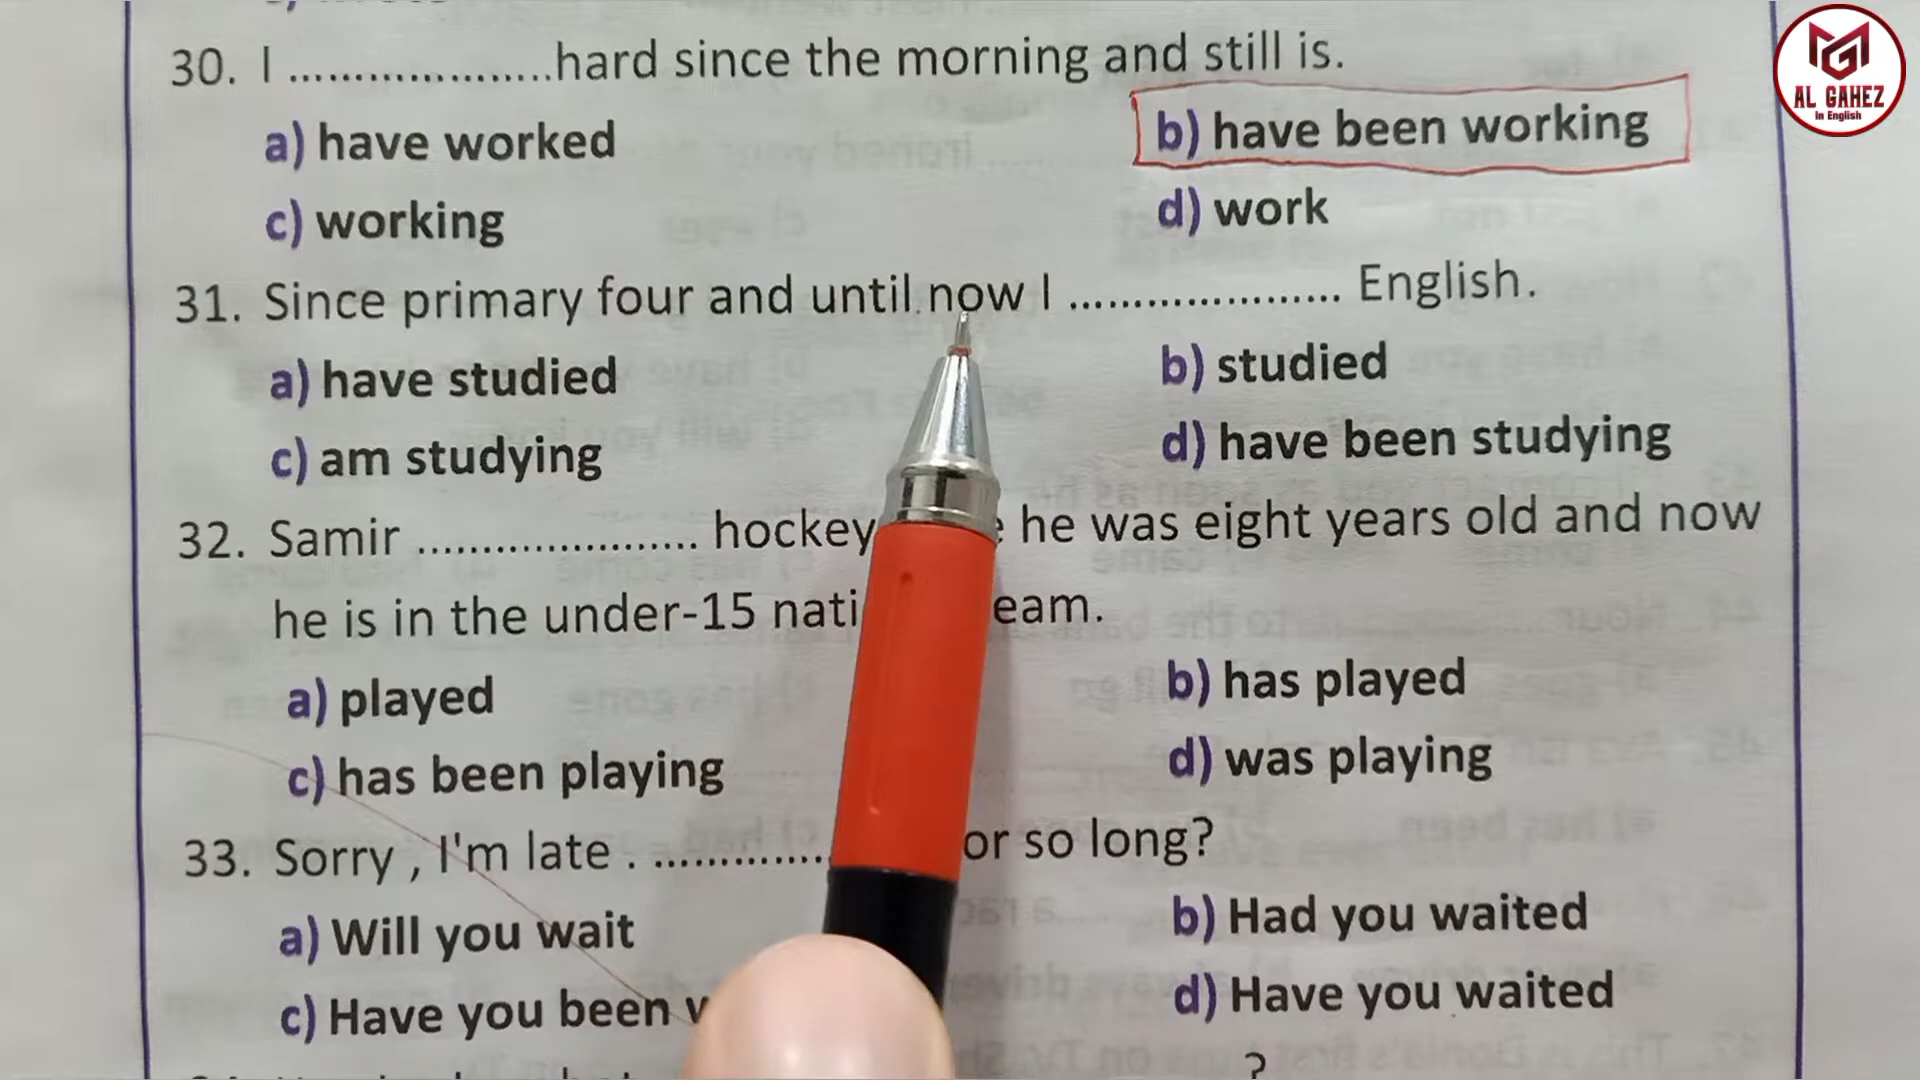 30. I ....................hard since the morning and still is.
a) have worked
b) have been working
c) working
d) work
31. Since primary four and until now I ..................... English.
a) have studied
b) studied
c) am studying
d) have been studying
32. Samir ...................... hockey he was eight years old and now
he is in the under-15
a) played
b) has played
c) has been playing
d) was playing
33. Sorry , I'm late . .............. so long?
a) Will you wait
b) Had you waited
c) Have you been
d) Have you waited
?
AL GAHEZ
In English